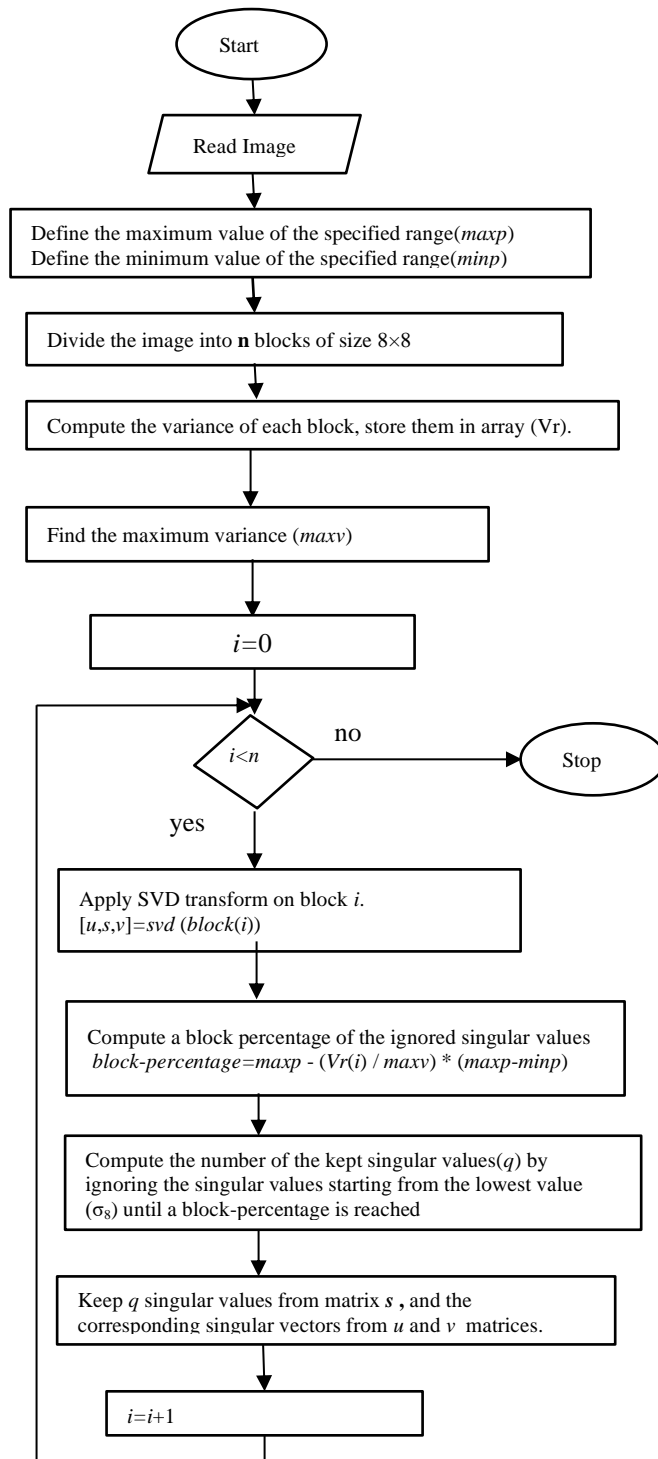 Start
Read Image
Define the maximum value of the specified range(maxp)
Define the minimum value of the specified range(minp)
Divide the image into n blocks of size 8×8
Compute the variance of each block, store them in array (Vr).
Find the maximum variance (maxv)
i=0
i<n
no
Stop
yes
Apply SVD transform on block i.
[u,s,v]=svd (block(i))
Compute a block percentage of the ignored singular values
block-percentage=maxp - (Vr(i) / maxv) * (maxp-minp)
Compute the number of the kept singular values(q) by
ignoring the singular values starting from the lowest value
(σ₈) until a block-percentage is reached
Keep q singular values from matrix s , and the
corresponding singular vectors from u and v matrices.
i=i+1